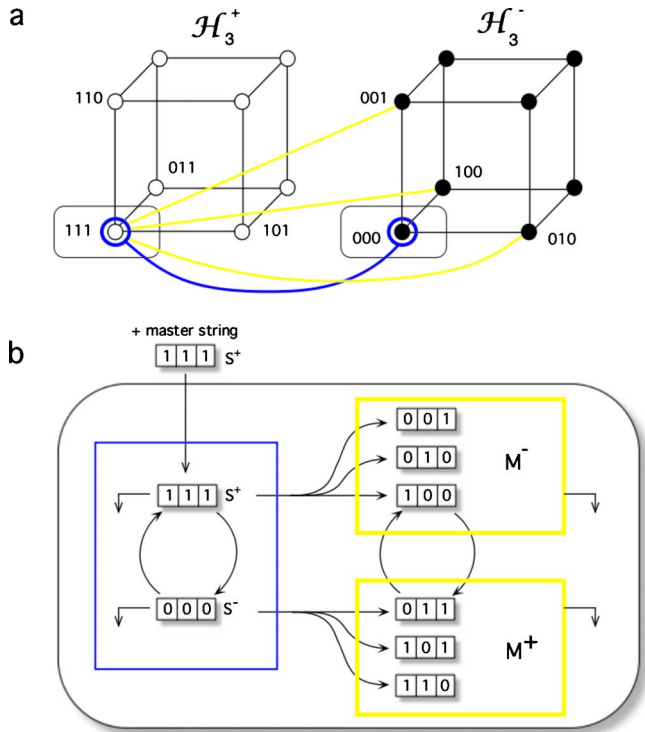 a
ℋ₃⁺ ℋ₃⁻
110 001
011 100
111 101 000 010
+ master string
b
1 1 1 S⁺
0 0 1
0 1 0 M⁻
1 1 1 S⁺ 1 0 0
0 0 0 S⁻ 0 1 1
1 0 1 M⁺
1 1 0